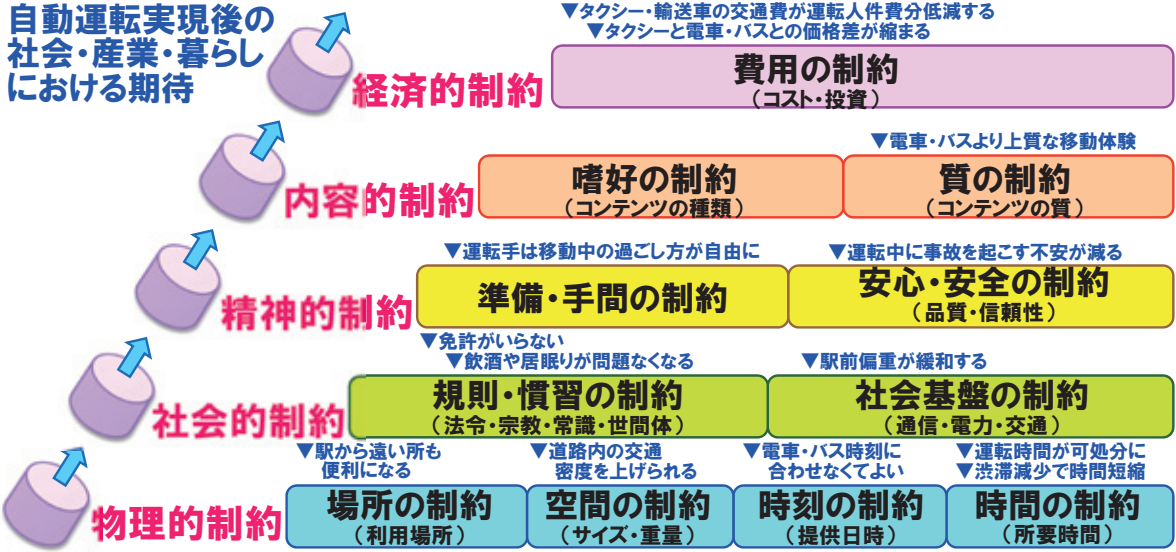 自動運転実現後の
社会・産業・暮らし
における期待
▼タクシー・輸送車の交通費が運転人件費分低減する
▼タクシーと電車・バスとの価格差が縮まる
経済的制約
費用の制約
（コスト・投資）
▼電車・バスより上質な移動体験
内容的制約
嗜好の制約
（コンテンツの種類）
質の制約
（コンテンツの質）
▼運転手は移動中の過ごし方が自由に
▼運転中に事故を起こす不安が減る
精神的制約
準備・手間の制約
安心・安全の制約
（品質・信頼性）
▼免許がいらない
▼飲酒や居眠りが問題なくなる
▼駅前偏重が緩和する
社会的制約
規則・慣習の制約
（法令・宗教・常識・世間体）
社会基盤の制約
（通信・電力・交通）
▼駅から遠い所も
便利になる
▼道路内の交通
密度を上げられる
▼電車・バス時刻に
合わせなくてよい
▼運転時間が可処分に
▼渋滞減少で時間短縮
物理的制約
場所の制約
（利用場所）
空間の制約
（サイズ・重量）
時刻の制約
（提供日時）
時間の制約
（所要時間）